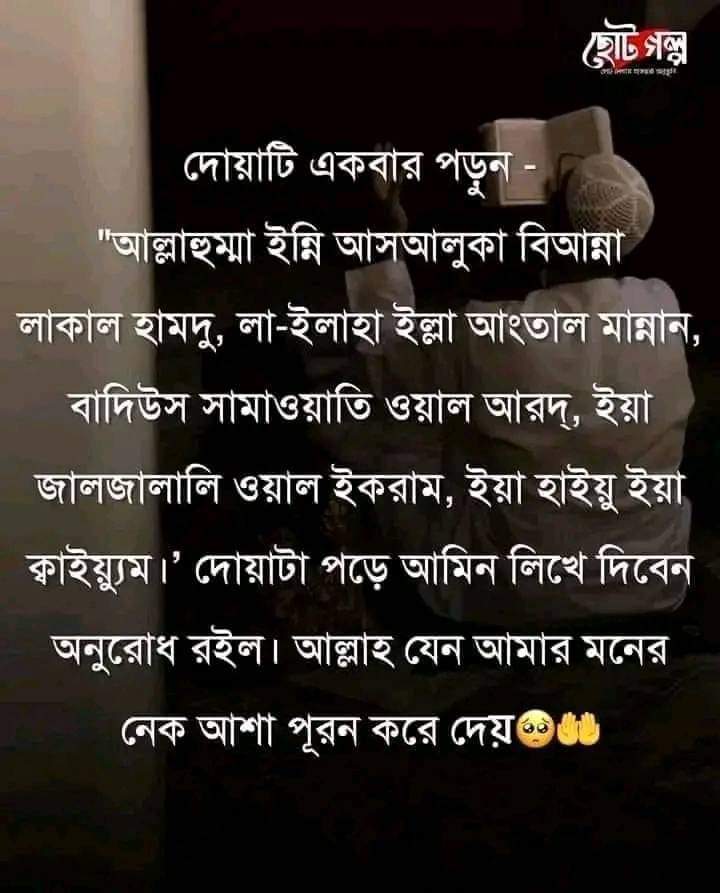 ছোট গল্প
দোয়াটি একবার পড়ুন -
"আল্লাহুম্মা ইন্নি আসআলুকা বিআন্না
লাকাল হামদু, লা-ইলাহা ইল্লা আংতাল মান্নান,
বাদিউস সামাওয়াতি ওয়াল আরদ্, ইয়া
জালজালালি ওয়াল ইকরাম, ইয়া হাইয়ু ইয়া
ক্বাইয়্যুম।’ দোয়াটা পড়ে আমিন লিখে দিবেন
অনুরোধ রইল। আল্লাহ যেন আমার মনের
নেক আশা পূরন করে দেয়🥺🤲